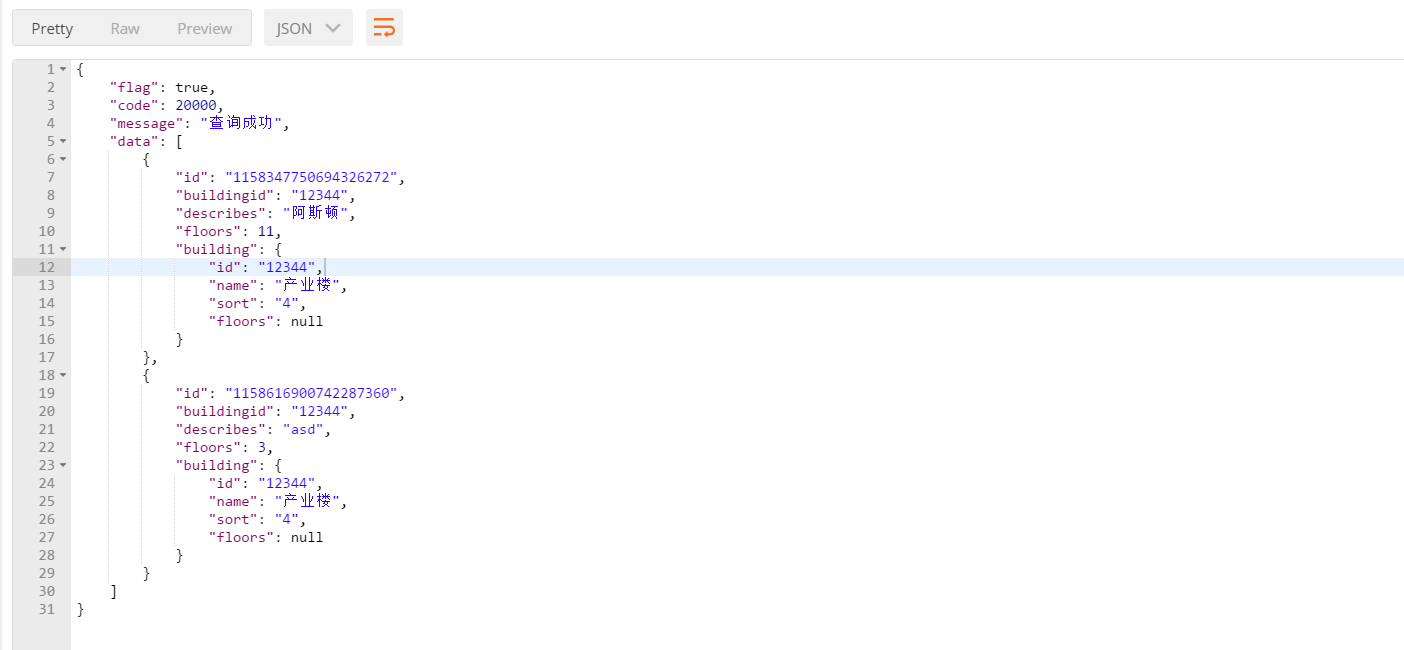 Pretty Raw Preview JSON
1 {
2 "flag": true,
3 "code": 20000,
4 "message": "查询成功",
5 "data": [
6 {
7 "id": "1158347750694326272",
8 "buildingid": "12344",
9 "describes": "阿斯顿",
10 "floors": 11,
11 "building": {
12 "id": "12344",
13 "name": "产业楼",
14 "sort": "4",
15 "floors": null
16 }
17 },
18 {
19 "id": "1158616900742287360",
20 "buildingid": "12344",
21 "describes": "asd",
22 "floors": 3,
23 "building": {
24 "id": "12344",
25 "name": "产业楼",
26 "sort": "4",
27 "floors": null
28 }
29 }
30 ]
31 }